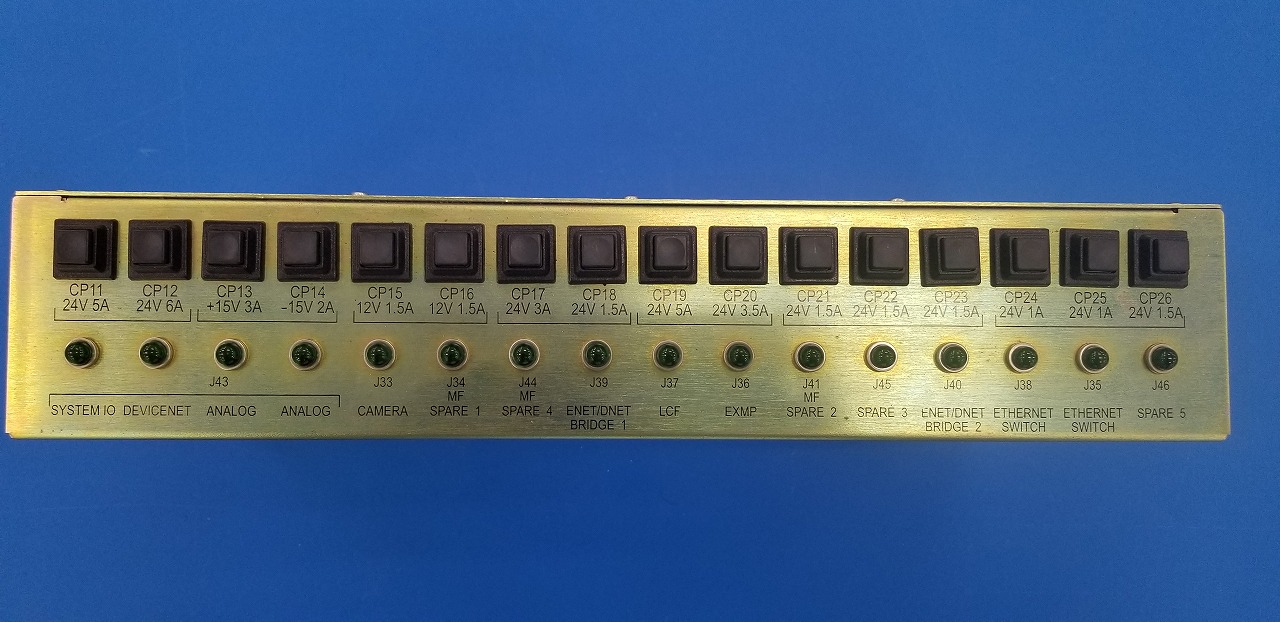 CP11 CP12 CP13 CP14 CP15 CP16 CP17 CP18 CP19 CP20 CP21 CP22 CP23 CP24 CP25 CP26
24V 5A 24V 6A +15V 3A -15V 2A 12V 1.5A 12V 1.5A 24V 3A 24V 1.5A 24V 5A 24V 3.5A 24V 1.5A 24V 1.5A 24V 1.5A 24V 1A 24V 1A 24V 1.5A
J43 J33 J34 J44 J39 J37 J36 J41 J45 J40 J38 J35 J46
MF MF MF
SYSTEM IO DEVICENET ANALOG ANALOG CAMERA SPARE 1 SPARE 4 ENET/DNET LCF EXMP SPARE 2 SPARE 3 ENET/DNET ETHERNET ETHERNET SPARE 5
BRIDGE 1 BRIDGE 2 SWITCH SWITCH